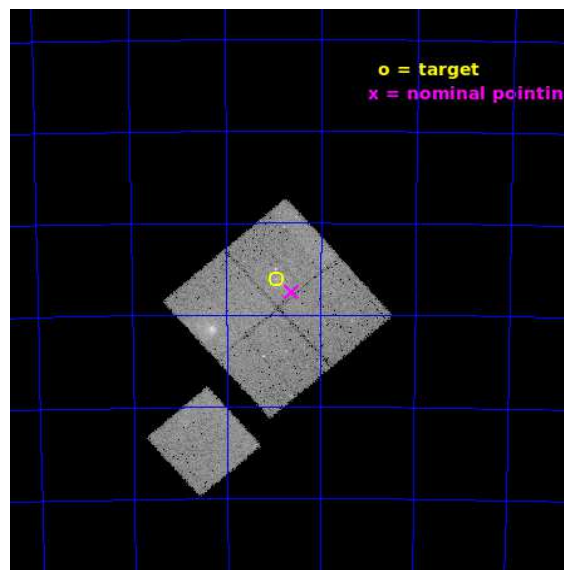 o = target
x = nominal pointin